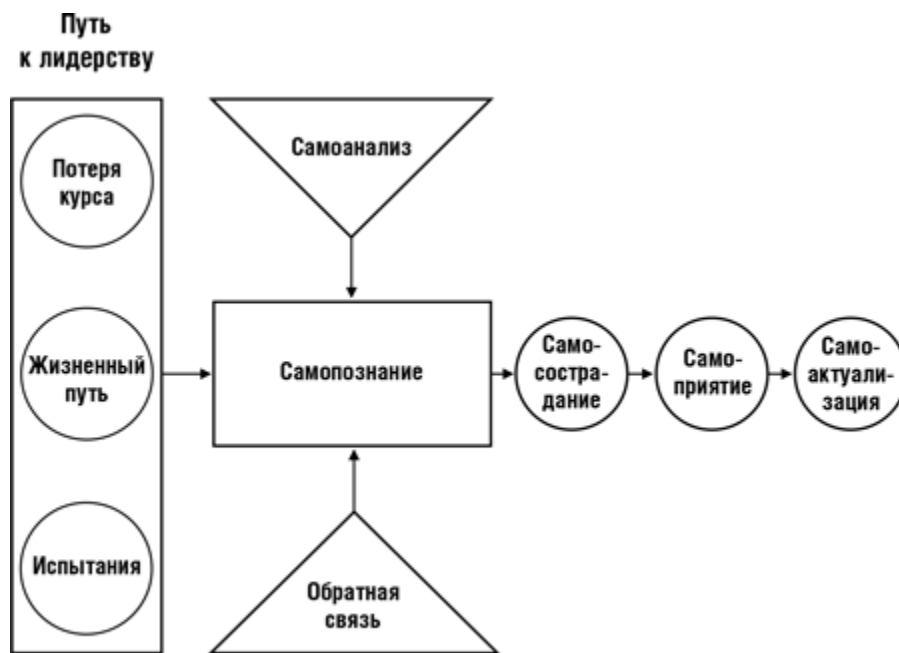 Путь
к лидерству
Потеря
курса
Жизненный
путь
Испытания
Самоанализ
Самопознание
Обратная
связь
Само-
состра-
дание
Само-
приятие
Само-
актуали-
зация